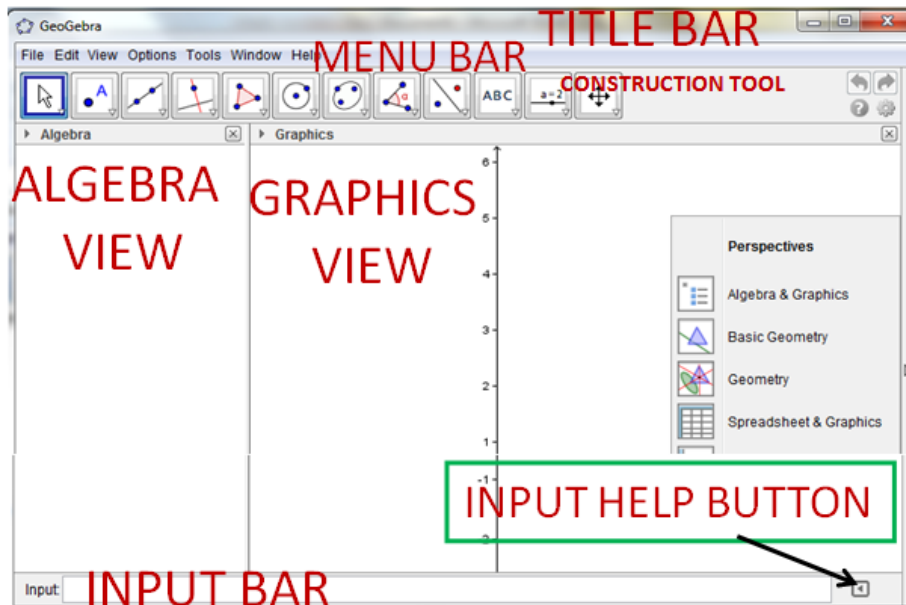 GeoGebra
TITLE BAR
File Edit View Options Tools Window Help
MENU BAR
CONSTRUCTION TOOL
A
α
ABC
a=2
Algebra
Graphics
ALGEBRA
VIEW
GRAPHICS
VIEW
6
5
4
3
2
1
-1
Perspectives
Algebra & Graphics
Basic Geometry
Geometry
Spreadsheet & Graphics
INPUT HELP BUTTON
Input:
INPUT BAR